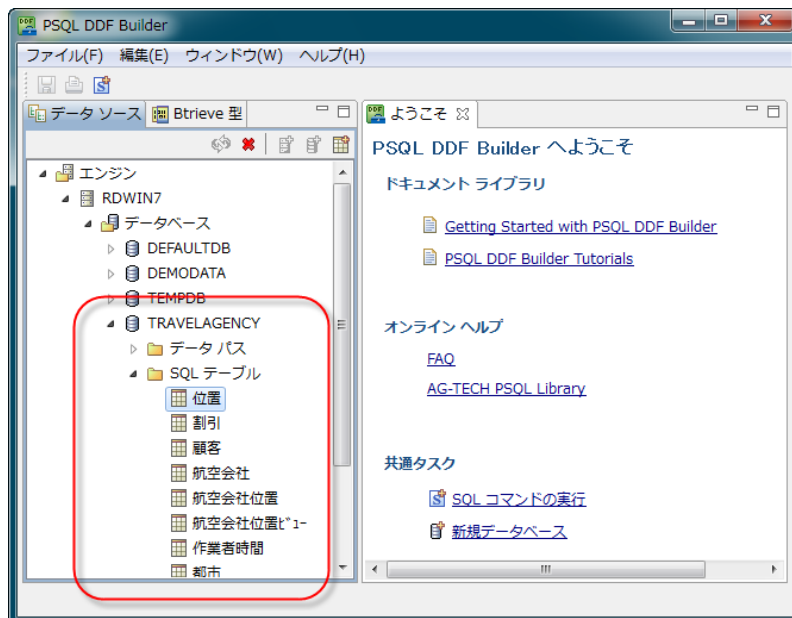 PSQL DDF Builder
ファイル(F) 編集(E) ウィンドウ(W) ヘルプ(H)
データ ソース
Btrieve 型
エンジン
RDWIN7
データベース
DEFAULTDB
DEMODATA
TEMPDB
TRAVELAGENCY
データ パス
SQL テーブル
位置
割引
顧客
航空会社
航空会社位置
航空会社位置ﾋﾞｭｰ
作業者時間
都市
ようこそ
PSQL DDF Builder へようこそ
ドキュメント ライブラリ
Getting Started with PSQL DDF Builder
PSQL DDF Builder Tutorials
オンライン ヘルプ
FAQ
AG-TECH PSQL Library
共通タスク
SQL コマンドの実行
新規データベース